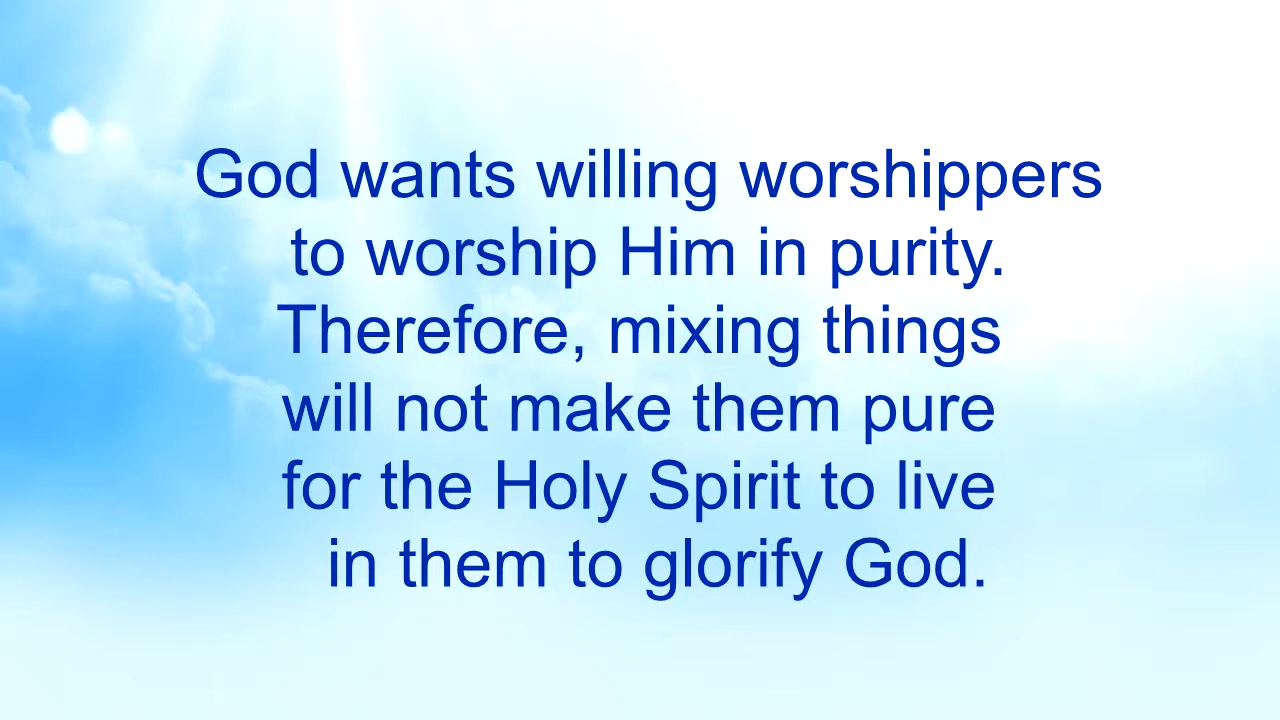 God wants willing worshippers
to worship Him in purity.
Therefore, mixing things
will not make them pure
for the Holy Spirit to live
in them to glorify God.